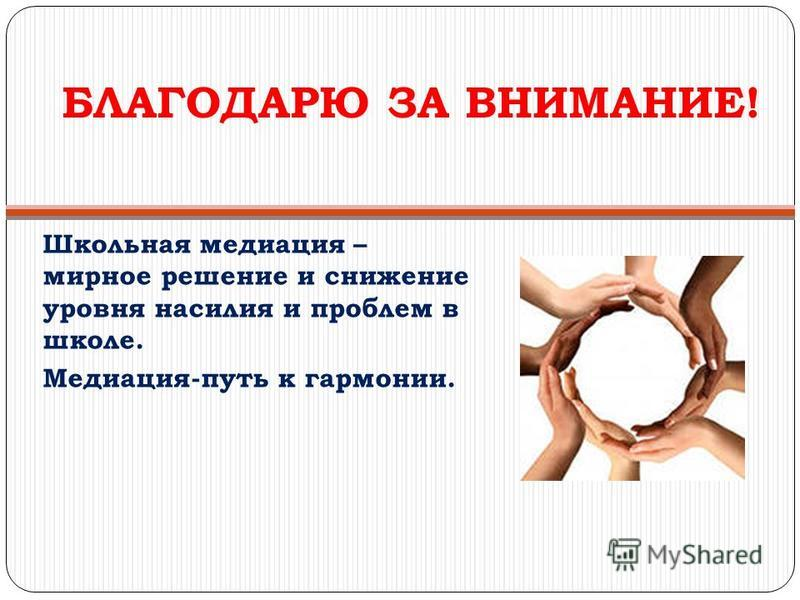 БЛАГОДАРЮ ЗА ВНИМАНИЕ!
Школьная медиация –
мирное решение и снижение
уровня насилия и проблем в
школе.
Медиация-путь к гармонии.
MyShared